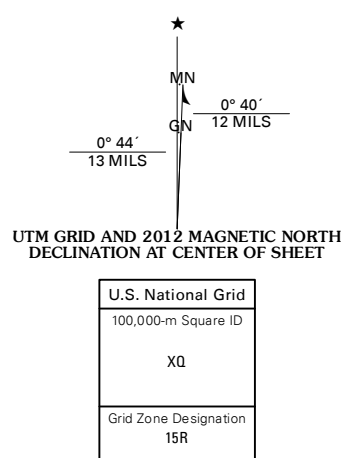 ★
MN
0° 40´
12 MILS
GN
0° 44´
13 MILS
UTM GRID AND 2012 MAGNETIC NORTH
DECLINATION AT CENTER OF SHEET
U.S. National Grid
100,000-m Square ID
XQ
Grid Zone Designation
15R